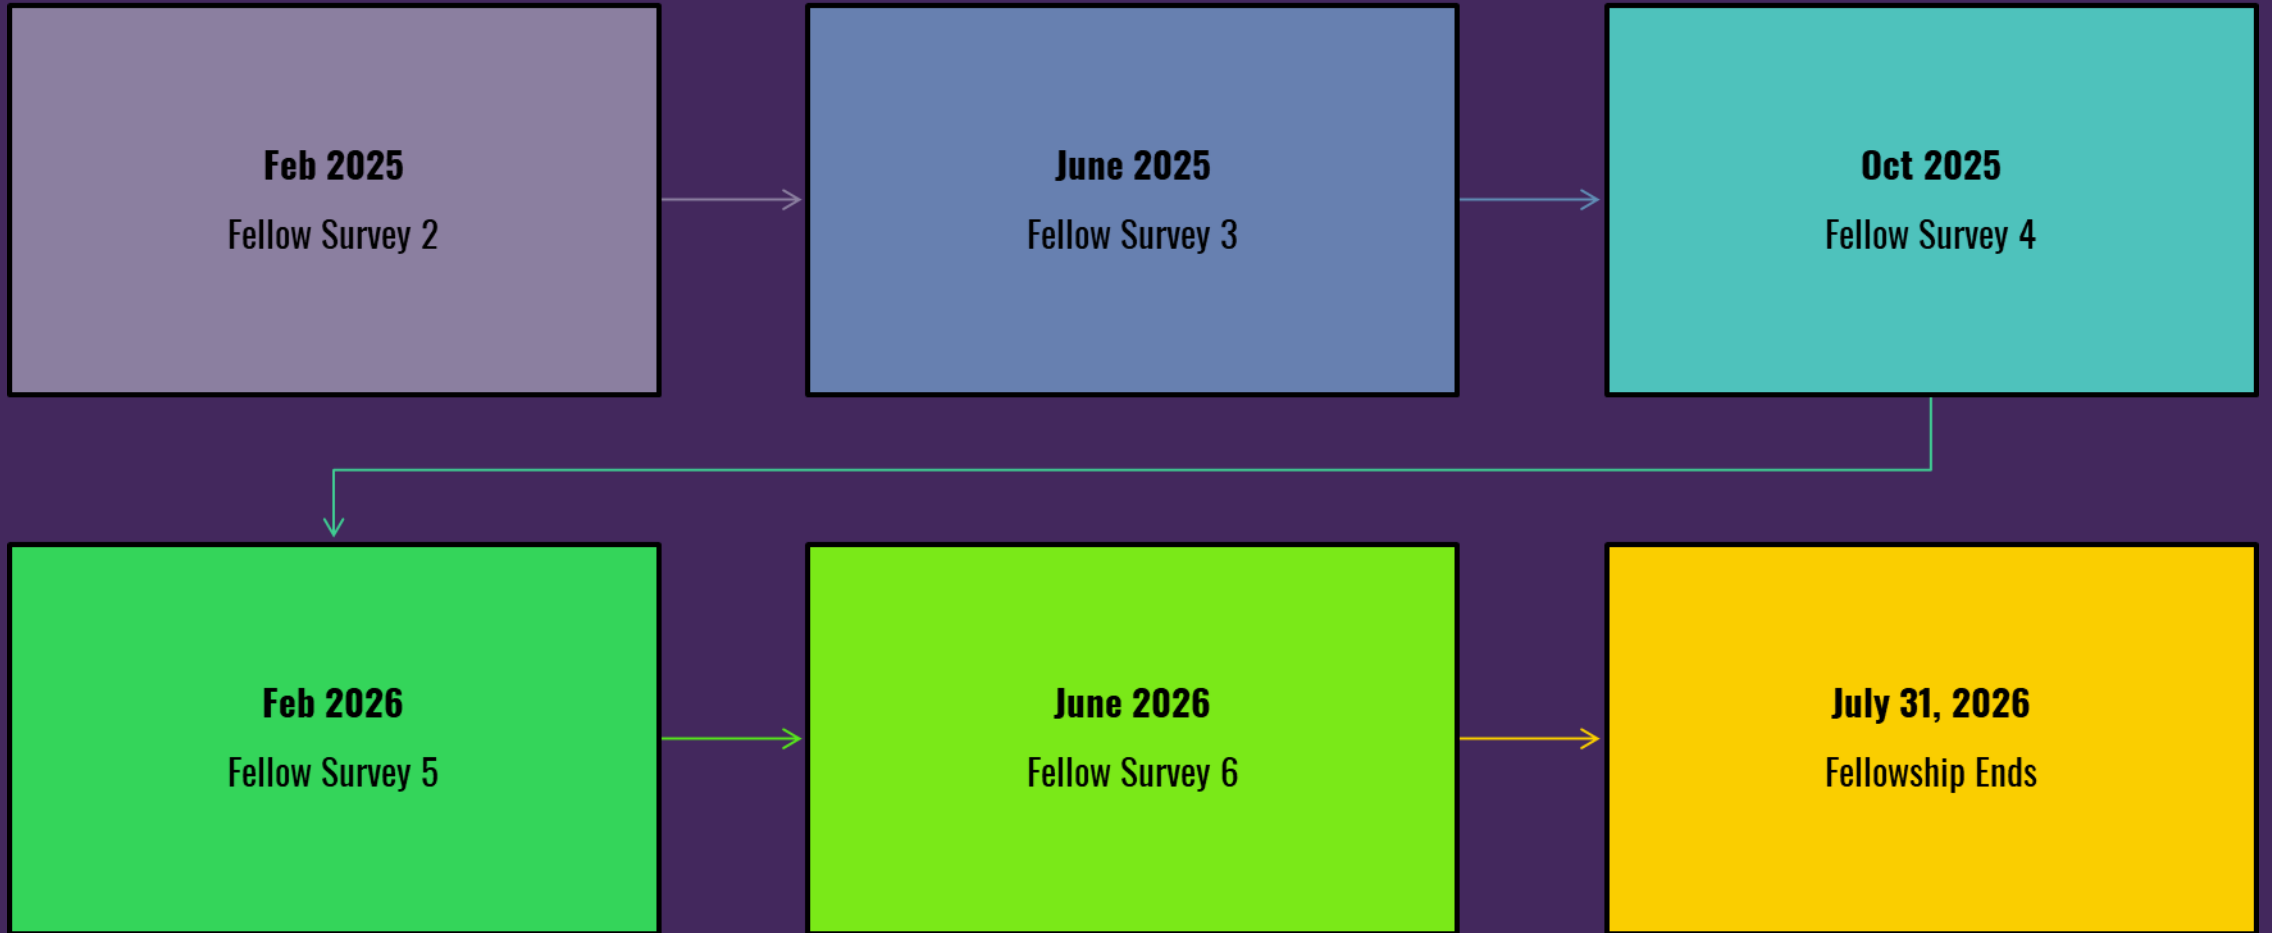 Feb 2025
Fellow Survey 2
June 2025
Fellow Survey 3
Oct 2025
Fellow Survey 4
Feb 2026
Fellow Survey 5
June 2026
Fellow Survey 6
July 31, 2026
Fellowship Ends